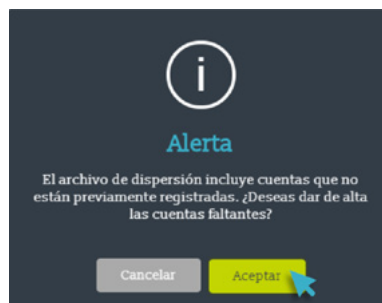 i
Alerta
El archivo de dispersión incluye cuentas que no
están previamente registradas. ¿Deseas dar de alta
las cuentas faltantes?
Cancelar Aceptar